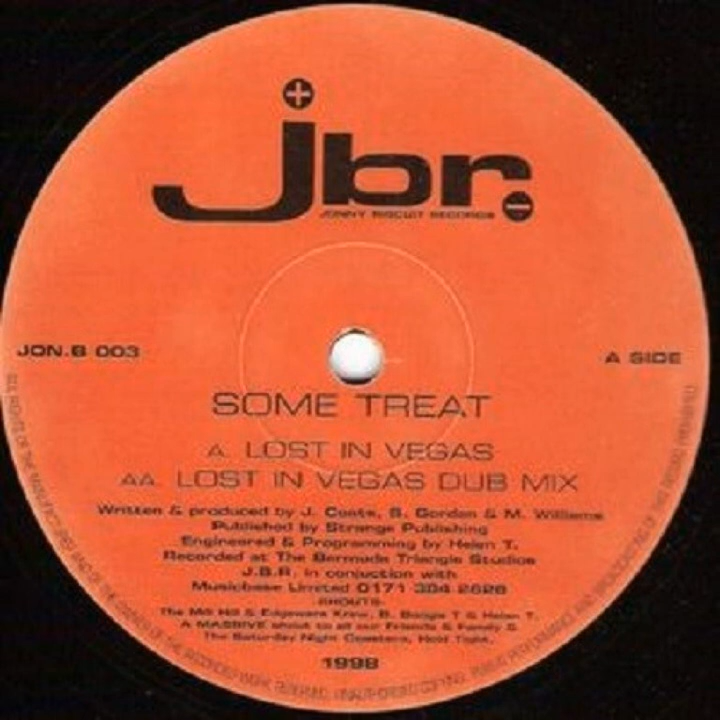 jbr.
JONNY BISCUIT RECORDS
JON.B 003
A SIDE
SOME TREAT
A. LOST IN VEGAS
AA. LOST IN VEGAS DUB MIX
Written & produced by J. Coate, B. Gordon & M. Williams
Published by Strange Publishing
Engineered & Programming by Helen T.
Recorded at The Bermuda Triangle Studios
J.B.R. in conjuction with
Musicbase Limited 0171 384 2628
SHOUTS
The Mill Hill & Edgeware Krew, B. Boogie T & Helen T.
A MASSIVE shout to all our Friends & Family &
The Saturday Night Coasters, Hold Tight.
1998